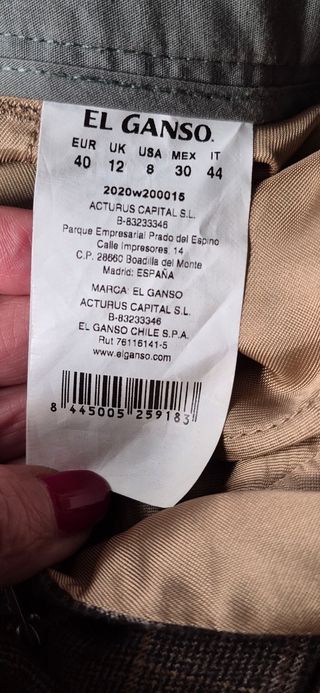 EL GANSO.
EUR UK USA MEX IT
40 12 8 30 44
2020w200015
ACTURUS CAPITAL S.L.
B-83233346
Parque Empresarial Prado del Espino
Calle Impresores, 14
C.P. 28660 Boadilla del Monte
Madrid: ESPAÑA
MARCA: EL GANSO
ACTURUS CAPITAL S.L.
B-83233346
EL GANSO CHILE S.P.A.
Rut 76116141-5
www.elganso.com
8 445005 259183